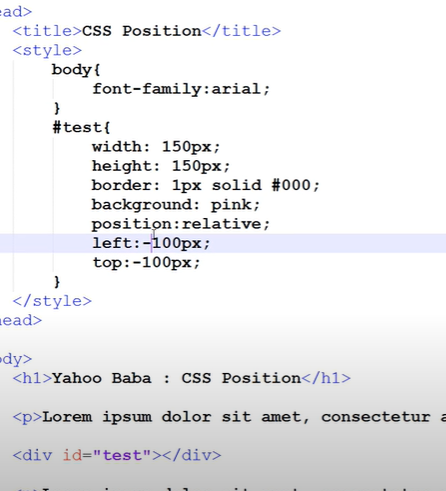 ead>
<title>CSS Position</title>
<style>
body{
font-family:arial;
}
#test{
width: 150px;
height: 150px;
border: 1px solid #000;
background: pink;
position:relative;
left:-100px;
top:-100px;
}
</style>
head>
ody>
<h1>Yahoo Baba : CSS Position</h1>
<p>Lorem ipsum dolor sit amet, consectetur a
<div id="test"></div>